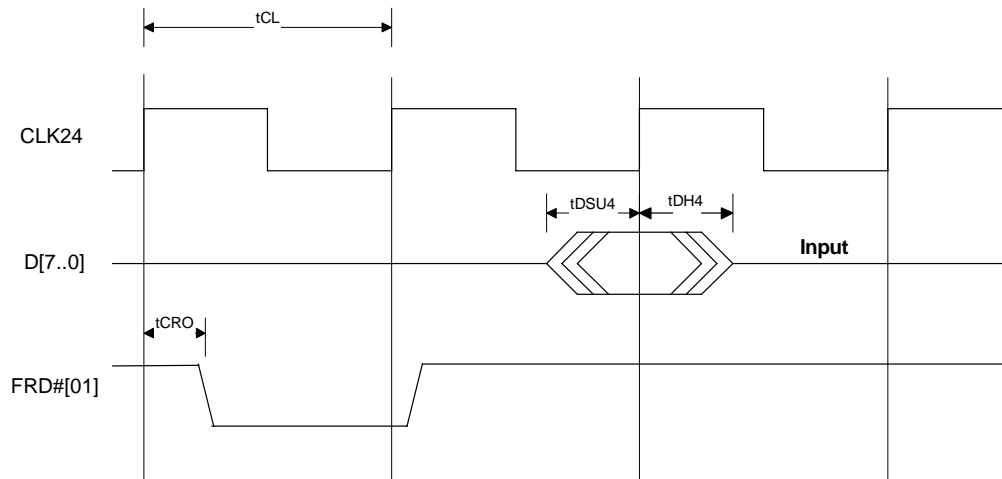 tCL
CLK24
tDSU4
tDH4
D[7..0]
Input
tCRO
FRD#[01]